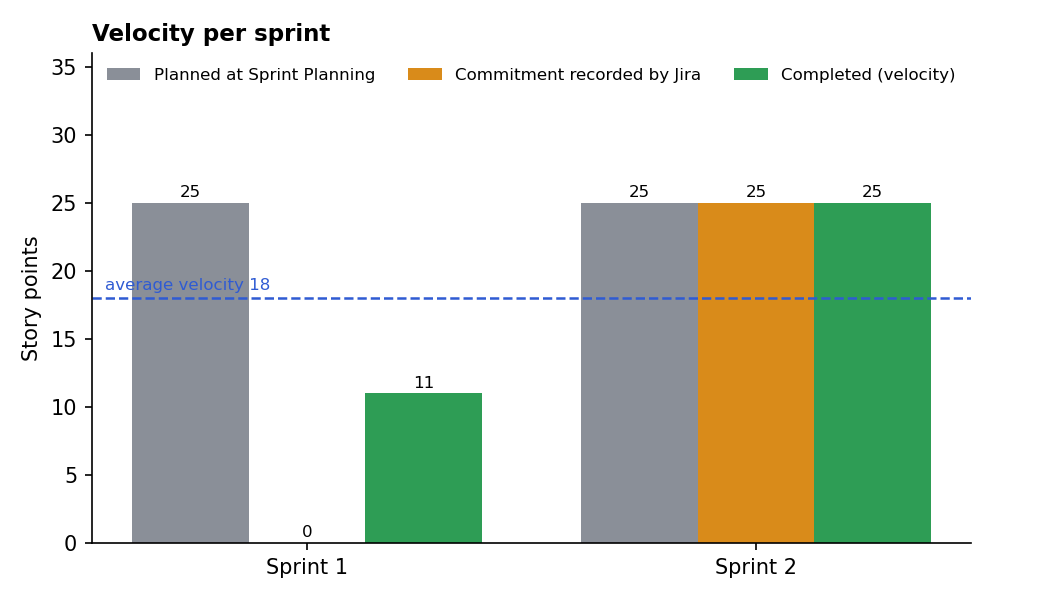 Velocity per sprint
Planned at Sprint Planning
Commitment recorded by Jira
Completed (velocity)
Story points
35
30
25
20
15
10
5
0
average velocity 18
25
0
11
25
25
25
Sprint 1
Sprint 2